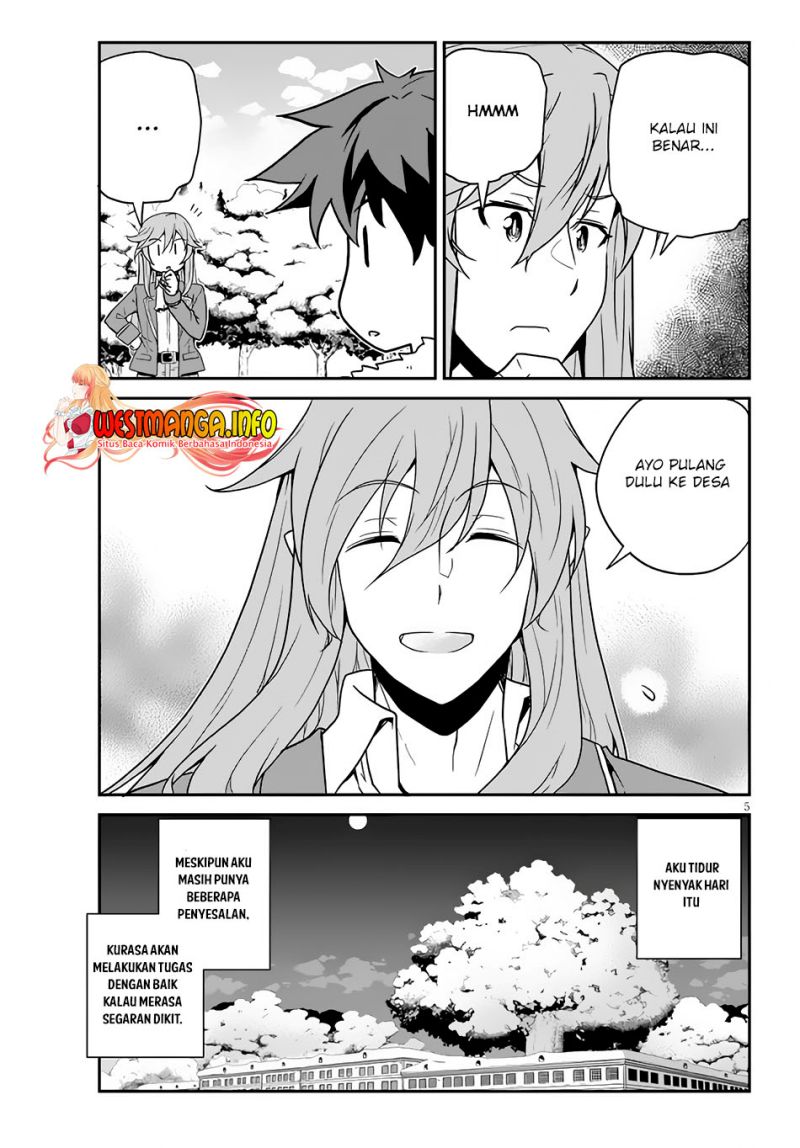 KALAU INI
BENAR...
HMMM
...
WESTMANGA.INFO
Situs Baca Komik Berbahasa Indonesia
AYO PULANG
DULU KE DESA
5
AKU TIDUR
NYENYAK HARI
ITU
MESKIPUN AKU
MASIH PUNYA
BEBERAPA
PENYESALAN,
KURASA AKAN
MELAKUKAN TUGAS
DENGAN BAIK
KALAU MERASA
SEGARAN DIKIT.